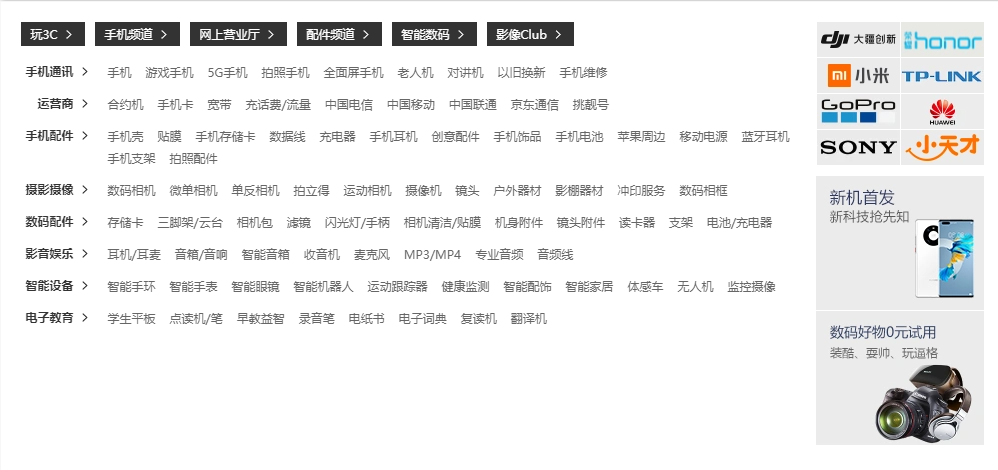 玩3C > 手机频道 > 网上营业厅 > 配件频道 > 智能数码 > 影像Club >
手机通讯 > 手机 游戏手机 5G手机 拍照手机 全面屏手机 老人机 对讲机 以旧换新 手机维修
运营商 > 合约机 手机卡 宽带 充话费/流量 中国电信 中国移动 中国联通 京东通信 挑靓号
手机配件 > 手机壳 贴膜 手机存储卡 数据线 充电器 手机耳机 创意配件 手机饰品 手机电池 苹果周边 移动电源 蓝牙耳机
手机支架 拍照配件
摄影摄像 > 数码相机 微单相机 单反相机 拍立得 运动相机 摄像机 镜头 户外器材 影棚器材 冲印服务 数码相框
数码配件 > 存储卡 三脚架/云台 相机包 滤镜 闪光灯/手柄 相机清洁/贴膜 机身附件 镜头附件 读卡器 支架 电池/充电器
影音娱乐 > 耳机/耳麦 音箱/音响 智能音箱 收音机 麦克风 MP3/MP4 专业音频 音频线
智能设备 > 智能手环 智能手表 智能眼镜 智能机器人 运动跟踪器 健康监测 智能配饰 智能家居 体感车 无人机 监控摄像
电子教育 > 学生平板 点读机/笔 早教益智 录音笔 电纸书 电子词典 复读机 翻译机
dji 大疆创新 荣耀 honor
mi 小米 TP-LINK
GoPro HUAWEI
SONY 小天才
新机首发
新科技抢先知
数码好物0元试用
装酷、耍帅、玩逼格